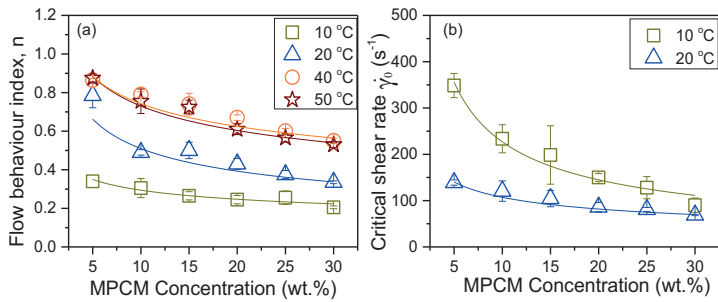 (a)
10 °C
20 °C
40 °C
50 °C
Flow behaviour index, n
1.2
1.0
0.8
0.6
0.4
0.2
0.0
5 10 15 20 25 30
MPCM Concentration (wt.%)
(b)
10 °C
20 °C
Critical shear rate γ̇₀ (s⁻¹)
500
400
300
200
100
0
5 10 15 20 25 30
MPCM Concentration (wt.%)